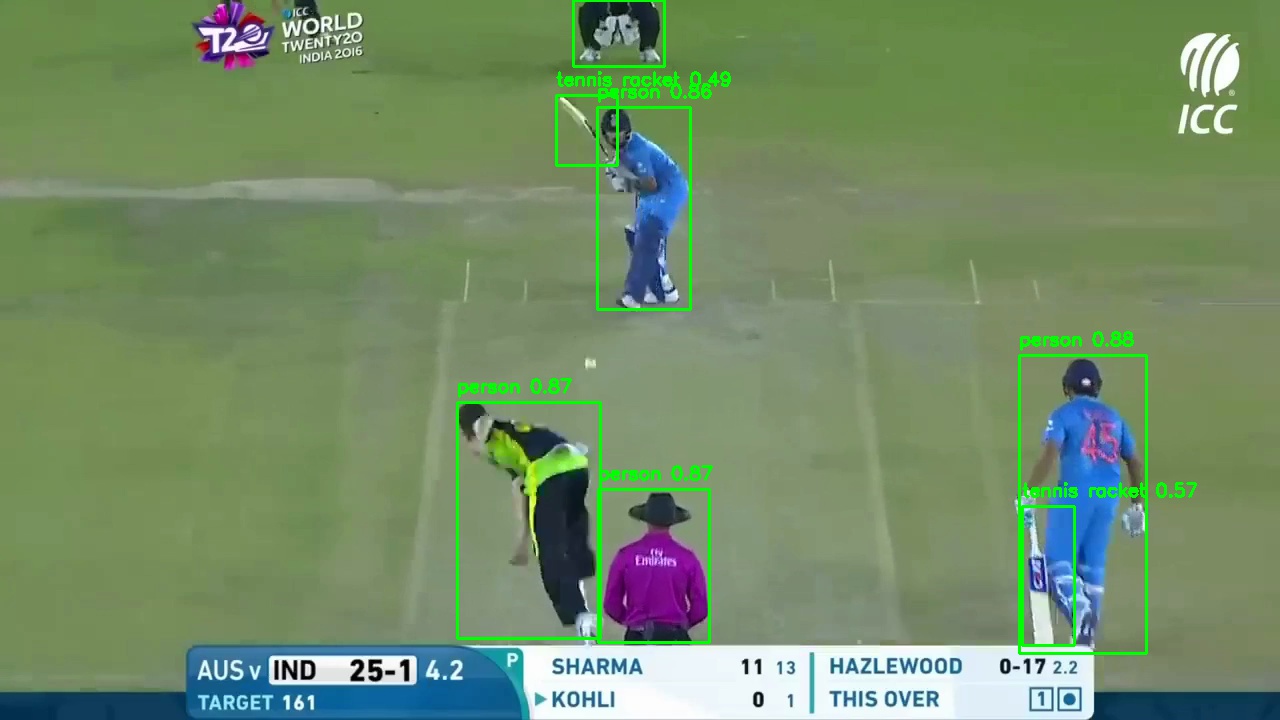 T20
ICC
WORLD
TWENTY20
INDIA 2016
ICC
tennis racket 0.49
person 0.86
person 0.88
person 0.87
person 0.87
45
tennis racket 0.57
Fly
Emirates
AUS v IND 25-1 4.2
TARGET 161
P
SHARMA 11 13
KOHLI 0 1
HAZLEWOOD 0-17 2.2
THIS OVER 1